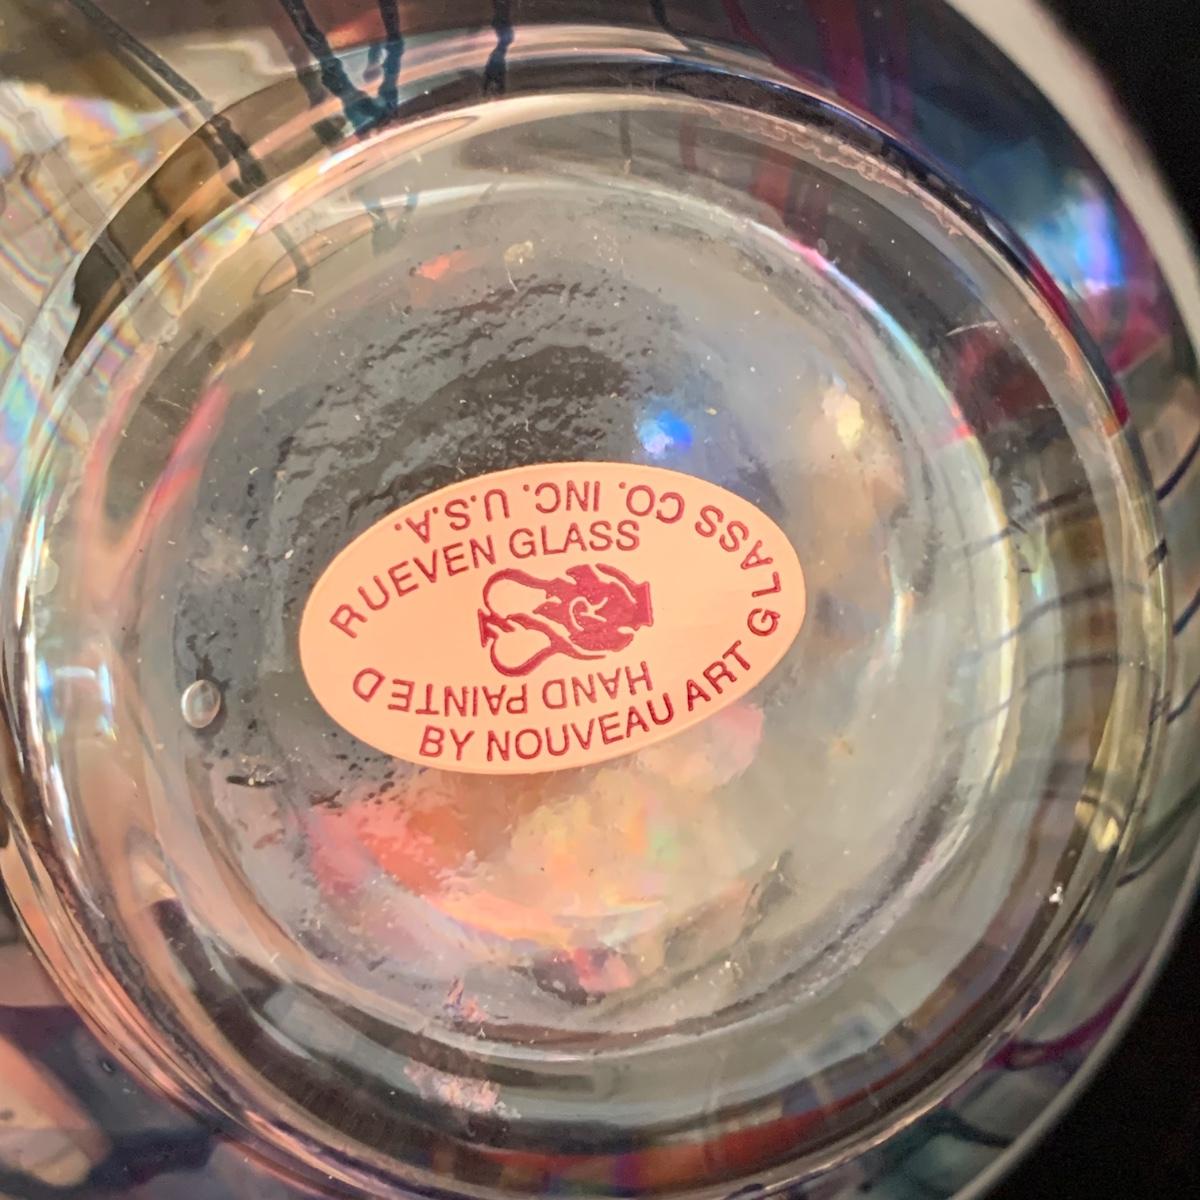 RUEVEN GLASS
HAND PAINTED
BY NOUVEAU ART GLASS CO. INC. U.S.A.
R